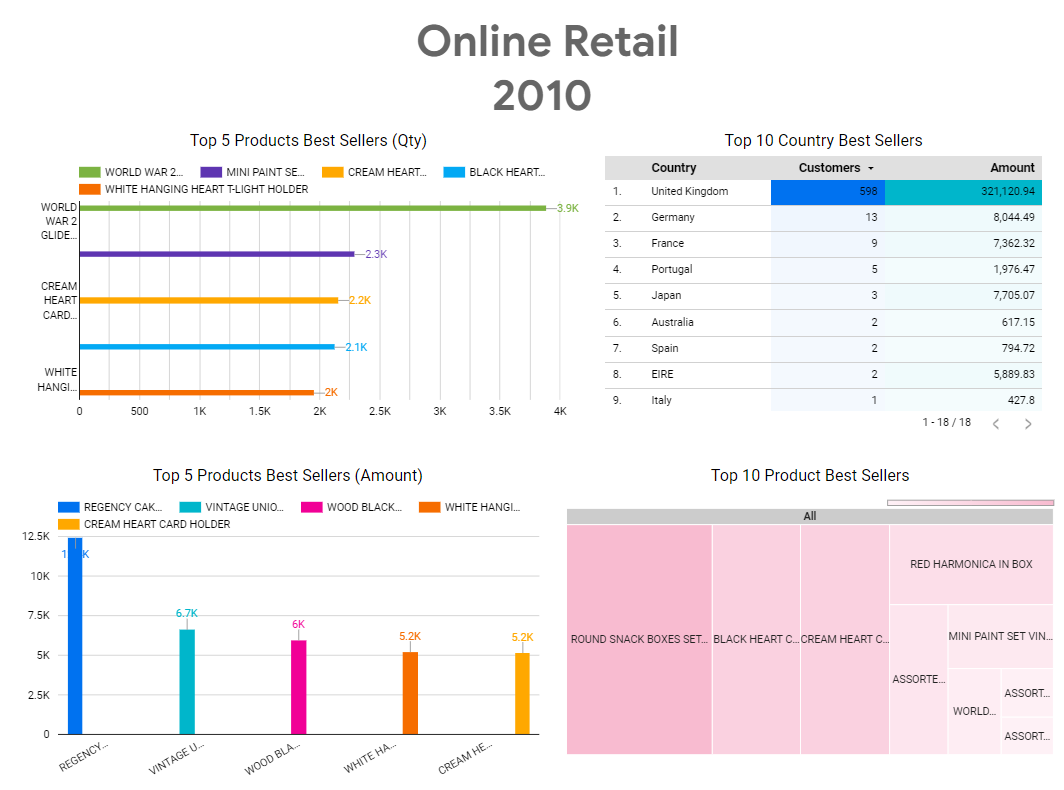 Online Retail
2010
Top 5 Products Best Sellers (Qty)
WORLD WAR 2... MINI PAINT SE... CREAM HEART... BLACK HEART...
WHITE HANGING HEART T-LIGHT HOLDER
WORLD
WAR 2
GLIDE...
3.9K
2.3K
CREAM
HEART
CARD...
2.2K
2.1K
WHITE
HANGI...
2K
0 500 1K 1.5K 2K 2.5K 3K 3.5K 4K
Top 10 Country Best Sellers
Country Customers Amount
1. United Kingdom 598 321,120.94
2. Germany 13 8,044.49
3. France 9 7,362.32
4. Portugal 5 1,976.47
5. Japan 3 7,705.07
6. Australia 2 617.15
7. Spain 2 794.72
8. EIRE 2 5,889.83
9. Italy 1 427.8
1 - 18 / 18
Top 5 Products Best Sellers (Amount)
REGENCY CAK... VINTAGE UNIO... WOOD BLACK... WHITE HANGI...
CREAM HEART CARD HOLDER
12.5K
10K
7.5K
5K
2.5K
0
6.7K
6K
5.2K
5.2K
REGENCY... VINTAGE U... WOOD BLA... WHITE HA... CREAM HE...
Top 10 Product Best Sellers
All
ROUND SNACK BOXES SET... BLACK HEART C... CREAM HEART C...
RED HARMONICA IN BOX
ASSORTE...
MINI PAINT SET VIN...
WORLD...
ASSORT...
ASSORT...